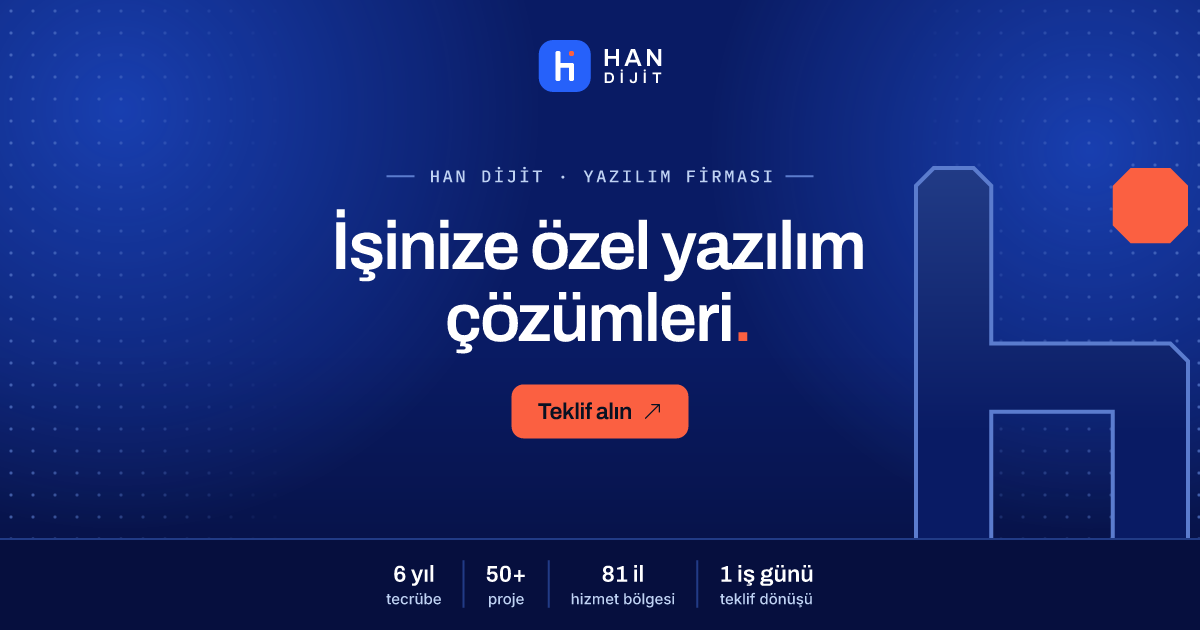 HAN
DİJİT
HAN DİJİT · YAZILIM FİRMASI
İşinize özel yazılım
çözümleri.
Teklif alın ↗
6 yıl
tecrübe
50+
proje
81 il
hizmet bölgesi
1 iş günü
teklif dönüşü